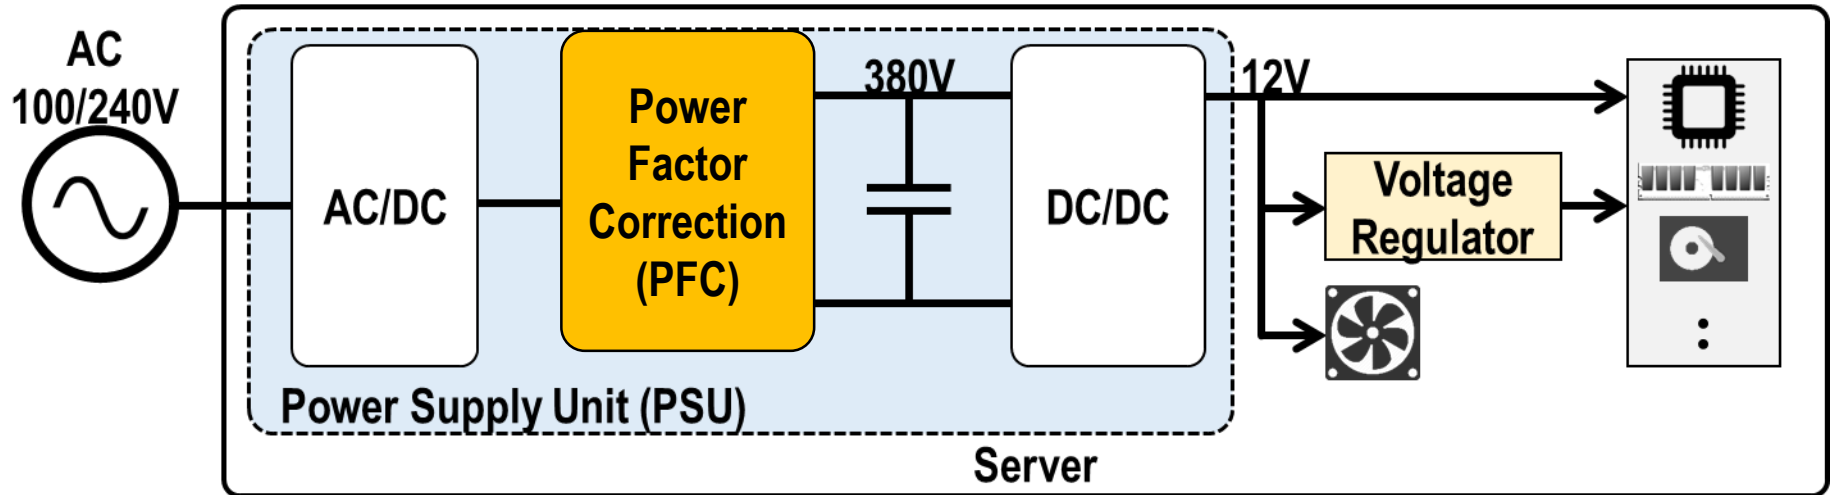 AC
100/240V
AC/DC
Power
Factor
Correction
(PFC)
380V
DC/DC
12V
Voltage
Regulator
Power Supply Unit (PSU)
Server